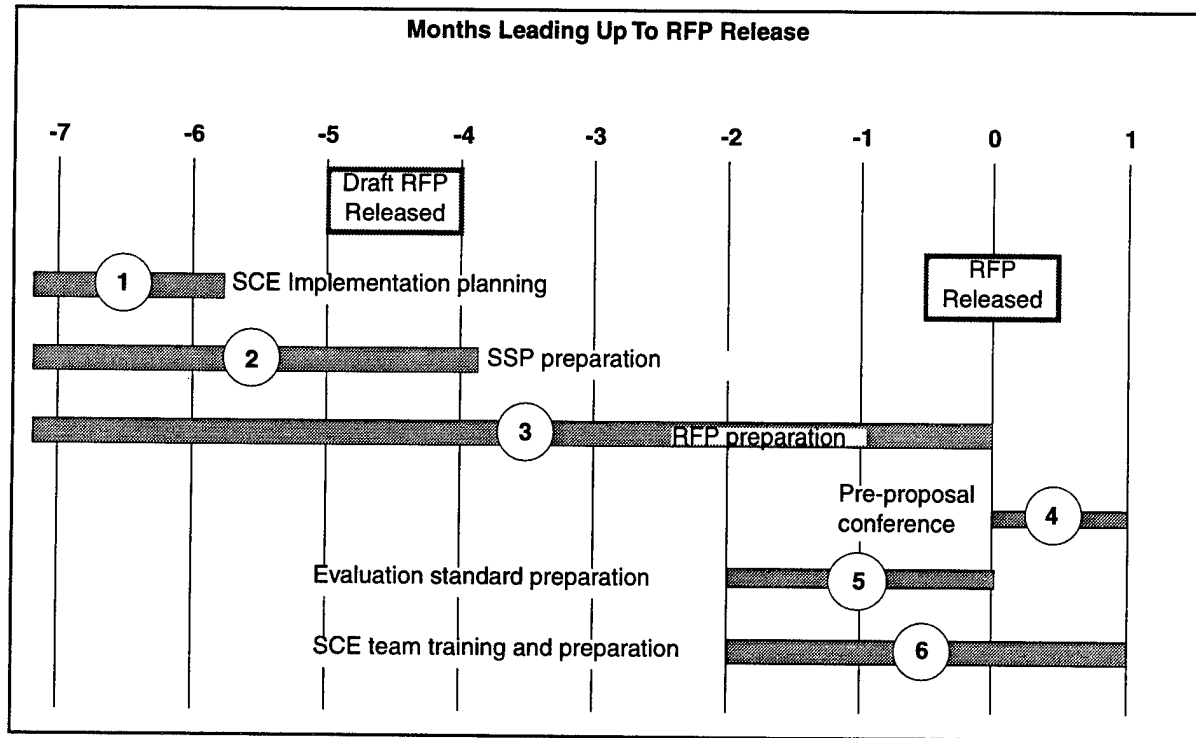 Months Leading Up To RFP Release
-7 -6 -5 -4 -3 -2 -1 0 1
Draft RFP
Released
1 SCE Implementation planning
RFP
Released
2 SSP preparation
3 RFP preparation
Pre-proposal
conference 4
Evaluation standard preparation 5
SCE team training and preparation 6